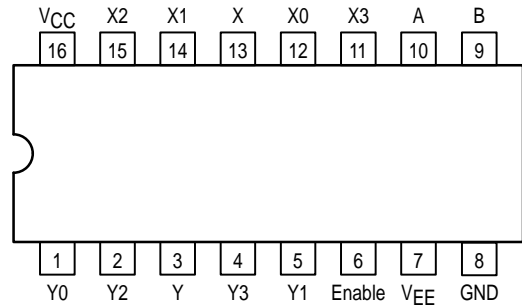 VCC X2 X1 X X0 X3 A B
16 15 14 13 12 11 10 9
1 2 3 4 5 6 7 8
Y0 Y2 Y Y3 Y1 Enable VEE GND